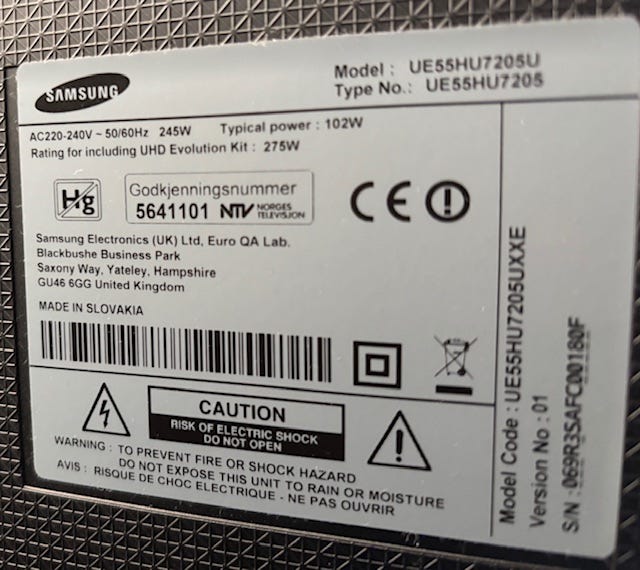 SAMSUNG
Model : UE55HU7205U
Type No.: UE55HU7205
AC220-240V ~ 50/60Hz 245W Typical power : 102W
Rating for including UHD Evolution Kit : 275W
Hg
Godkjenningsnummer
5641101 NTV NORGES TELEVISJON
CE
Samsung Electronics (UK) Ltd, Euro QA Lab.
Blackbushe Business Park
Saxony Way, Yateley, Hampshire
GU46 6GG United Kingdom
MADE IN SLOVAKIA
CAUTION
RISK OF ELECTRIC SHOCK
DO NOT OPEN
WARNING : TO PREVENT FIRE OR SHOCK HAZARD
DO NOT EXPOSE THIS UNIT TO RAIN OR MOISTURE
AVIS : RISQUE DE CHOC ELECTRIQUE - NE PAS OUVRIR
Model Code : UE55HU7205UXXE
Version No : 01
S/N : 069R3SAFC00180F